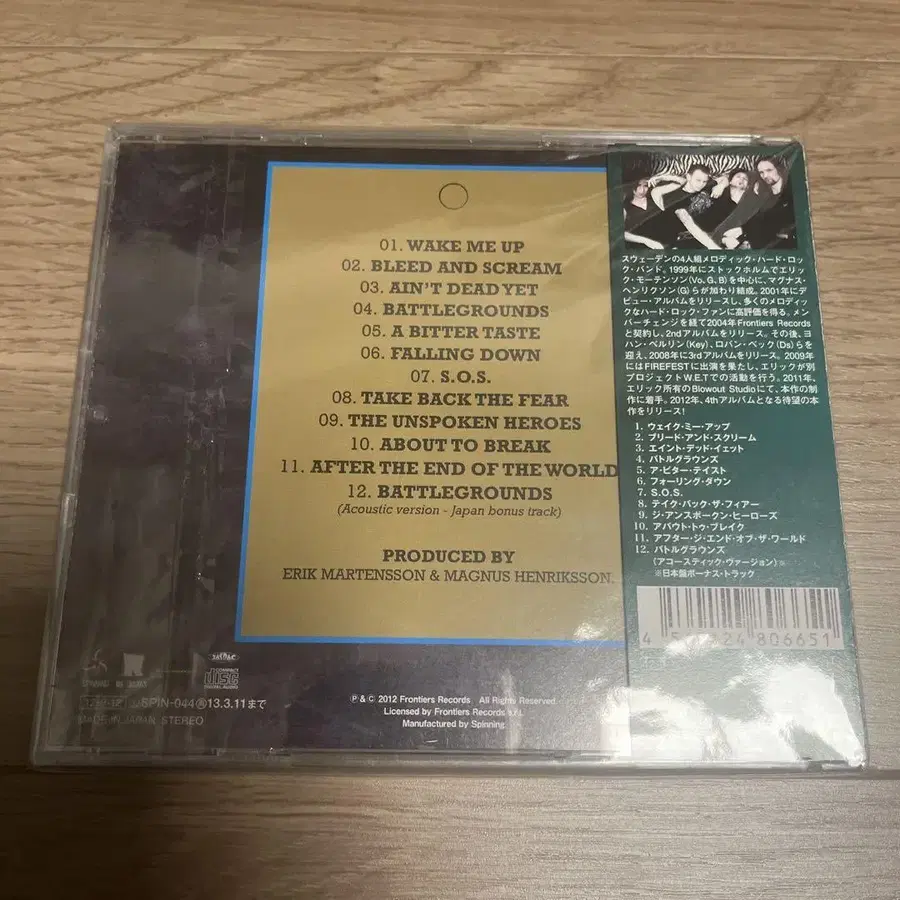 01. WAKE ME UP
02. BLEED AND SCREAM
03. AIN'T DEAD YET
04. BATTLEGROUNDS
05. A BITTER TASTE
06. FALLING DOWN
07. S.O.S.
08. TAKE BACK THE FEAR
09. THE UNSPOKEN HEROES
10. ABOUT TO BREAK
11. AFTER THE END OF THE WORLD
12. BATTLEGROUNDS
(Acoustic version - Japan bonus track)
PRODUCED BY
ERIK MARTENSSON & MAGNUS HENRIKSSON.
JASRAC
COMPACT
disc
DIGITAL AUDIO
SPIN-044 13.3.11まで
MADE IN JAPAN STEREO
℗ & © 2012 Frontiers Records. All Rights Reserved.
Licensed by Frontiers Records s.r.l.
Manufactured by Spinning.
スウェーデンの4人組メロディック・ハード・ロッ
ク・バンド。1999年にストックホルムでエリッ
ク・モーテンソン(Vo, G, B)を中心に、マグナス・
ヘンリクソン(G)らが加わり結成。2001年にデ
ビュー・アルバムをリリースし、多くのメロディッ
クなハード・ロック・ファンに高評価を得る。メン
バーチェンジを経て2004年Frontiers Records
と契約し、2ndアルバムをリリース。その後、ヨ
ハン・ベルリン(Key)、ロバン・ベック(Ds)らを
迎え、2008年に3rdアルバムをリリース。2009年
にはFIREFESTに出演を果たし、エリックが別
プロジェクトW.E.Tでの活動を行う。2011年、
エリック所有のBlowout Studioにて、本作の制
作に着手。2012年、4thアルバムとなる待望の本
作をリリース!
1. ウェイク・ミー・アップ
2. ブリード・アンド・スクリーム
3. エイント・デッド・イェット
4. バトルグラウンズ
5. ア・ビター・テイスト
6. フォーリング・ダウン
7. S.O.S.
8. テイク・バック・ザ・フィアー
9. ジ・アンスポークン・ヒーローズ
10. アバウト・トゥ・ブレイク
11. アフター・ジ・エンド・オブ・ザ・ワールド
12. バトルグラウンズ
(アコースティック・ヴァージョン)※
※日本盤ボーナス・トラック
806651